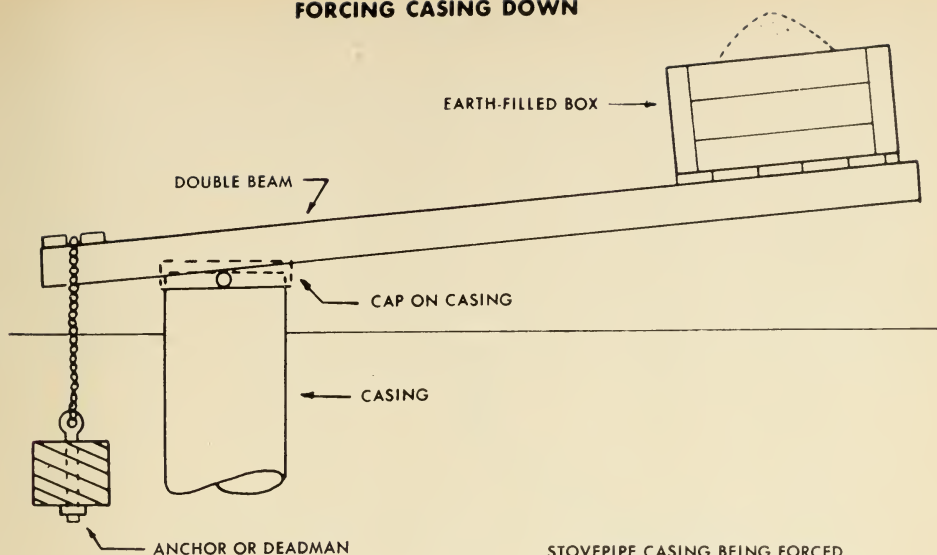 FORCING CASING DOWN
EARTH-FILLED BOX
DOUBLE BEAM
CAP ON CASING
CASING
ANCHOR OR DEADMAN
STOVEPIPE CASING BEING FORCED